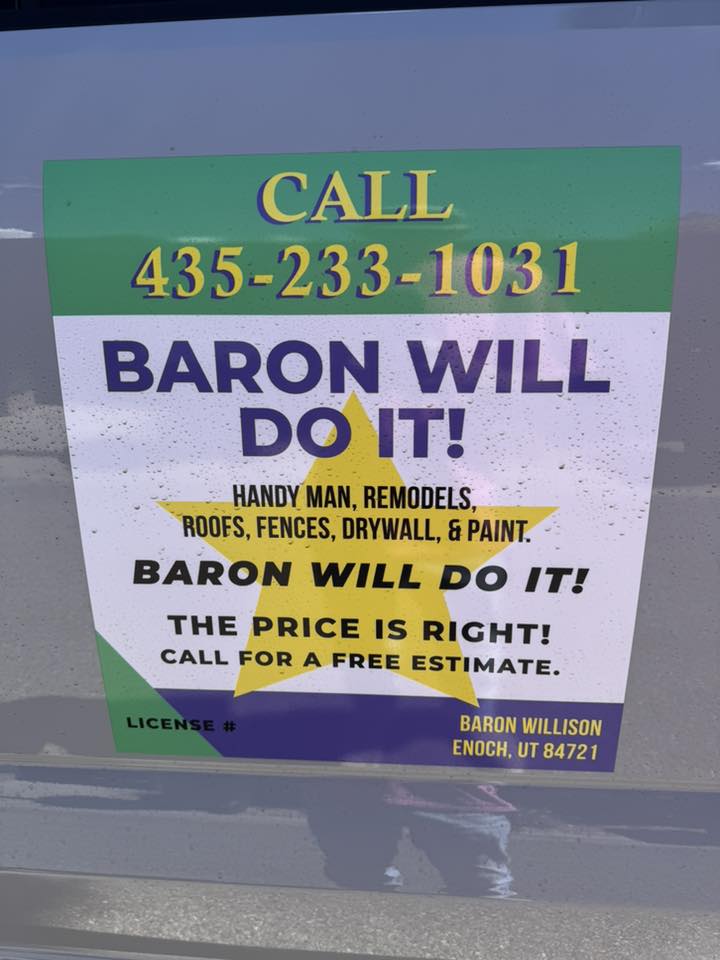 CALL
435-233-1031
BARON WILL
DO IT!
HANDY MAN, REMODELS,
ROOFS, FENCES, DRYWALL, & PAINT.
BARON WILL DO IT!
THE PRICE IS RIGHT!
CALL FOR A FREE ESTIMATE.
LICENSE #
BARON WILLISON
ENOCH, UT 84721